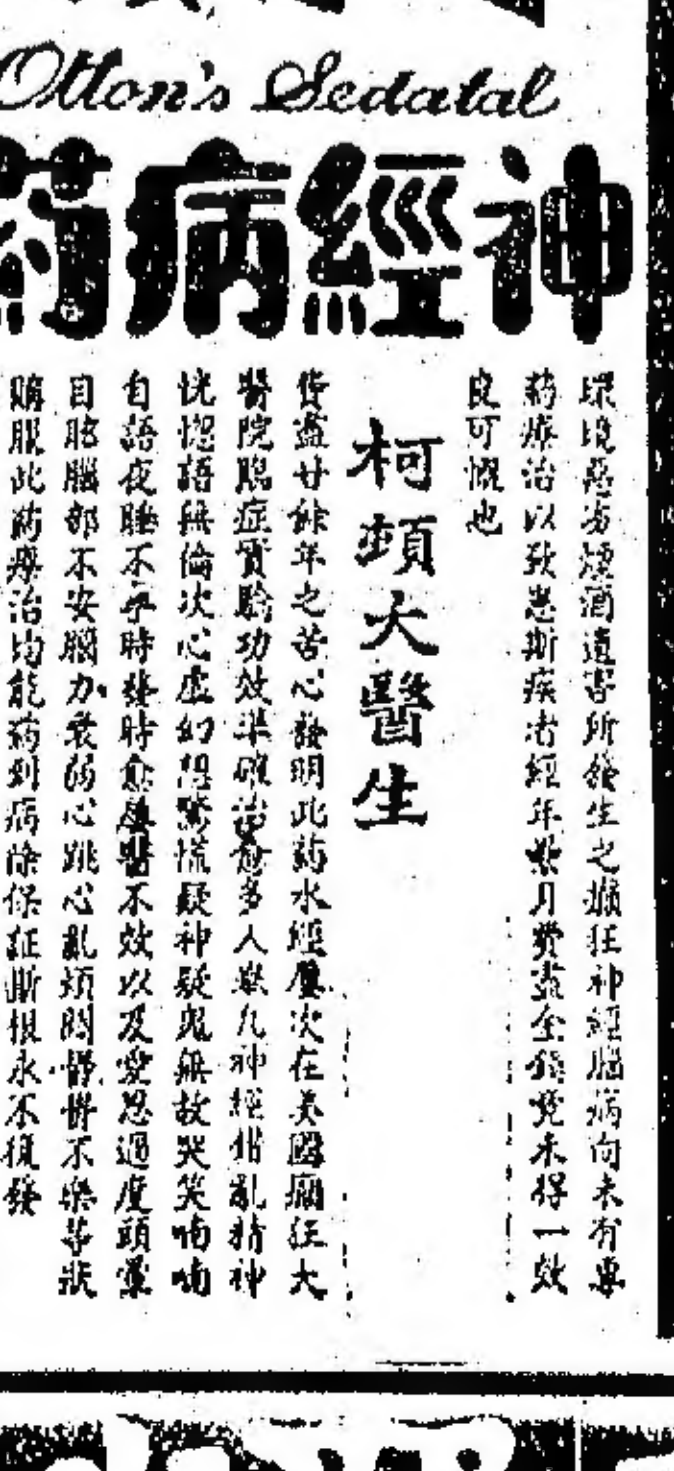 Otton's Sedatal
神經病药
環境惡劣煙酒遺害所發生之癲狂神經腦病向未有專
药療治以致患斯疾者經年累月費盡金錢竟未得一效
良可慨也
柯頓大醫生
費盡廿餘年之苦心發明此药水經屢次在美國癲狂大
醫院臨症實驗功效準確治愈多人舉凡神經錯亂精神
恍惚語無倫次心虛幻想驚慌疑神疑鬼無故哭笑喃喃
自語夜睡不寧時發時愈屢醫不效以及憂思過度頭暈
目眩腦部不安腦力衰弱心跳心亂煩悶 不樂等狀
購服此药療治均能药到病除保証斷根永不復發